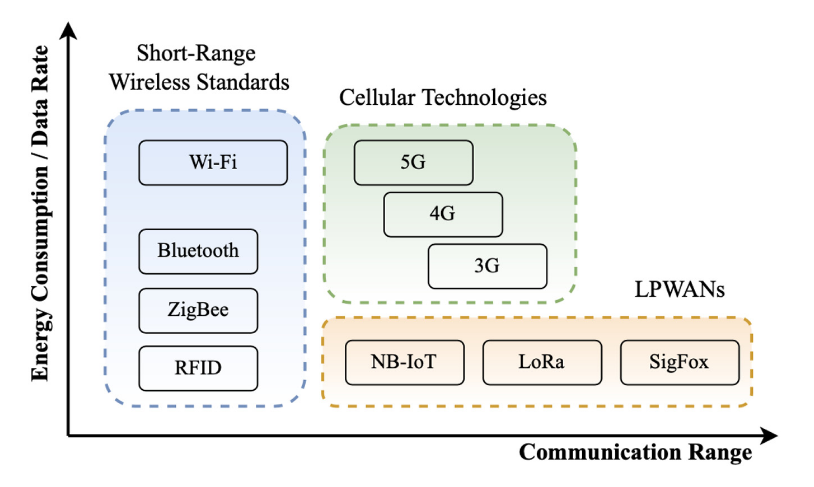 Energy Consumption / Data Rate
Short-Range
Wireless Standards
Wi-Fi
Bluetooth
ZigBee
RFID
Cellular Technologies
5G
4G
3G
LPWANs
NB-IoT
LoRa
SigFox
Communication Range